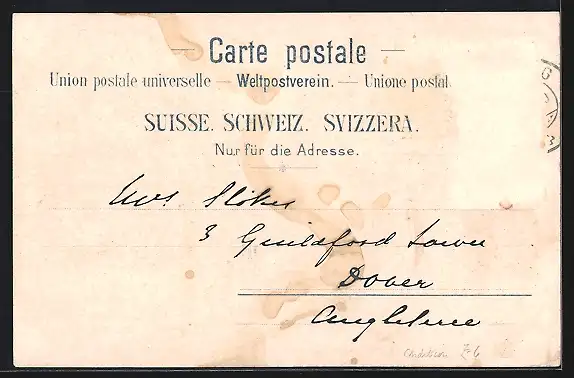 — Carte postale —
Union postale universelle — Weltpostverein. — Unione postal
SUISSE. SCHWEIZ. SVIZZERA.
Nur für die Adresse.
Mrs Stokes
3 Guildford Lawn
Dover
Angleterre
condition